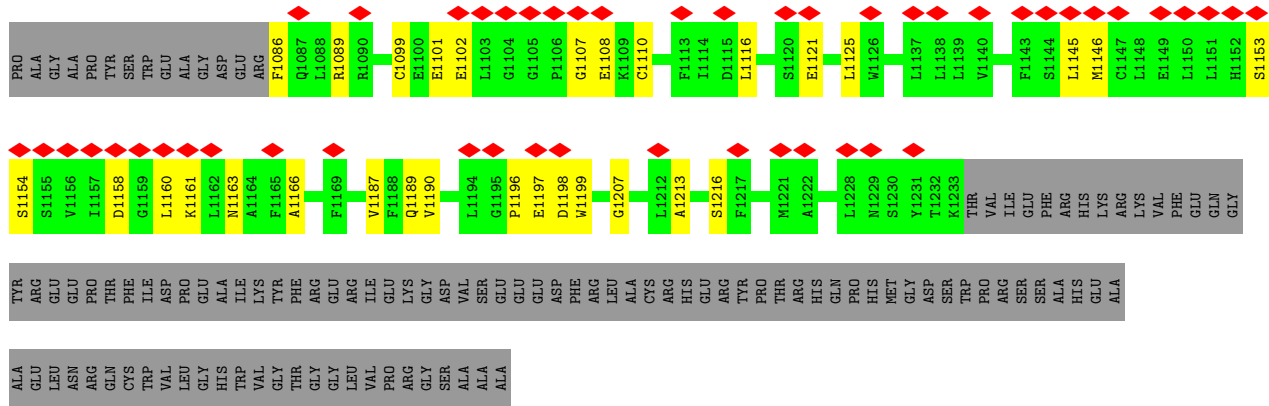 PRO ALA GLY ALA PRO TYR SER TRP GLU ALA GLY ASP GLU ARG F1086 Q1087 L1088 R1089 R1090 C1099 E1100 E1101 E1102 L1103 G1104 G1105 P1106 G1107 E1108 K1109 C1110 F1113 I1114 D1115 L1116 S1120 E1121 L1125 W1126 L1137 L1138 L1139 V1140 F1143 S1144 L1145 M1146 C1147 L1148 E1149 L1150 L1151 H1152 S1153
S1154 S1155 V1156 I1157 D1158 G1159 L1160 K1161 L1162 N1163 A1164 F1165 A1166 F1169 V1187 F1188 Q1189 V1190 L1194 G1195 P1196 E1197 D1198 W1199 G1207 L1212 A1213 S1216 F1217 M1221 A1222 L1228 N1229 S1230 Y1231 T1232 K1233 THR VAL ILE GLU PHE ARG HIS LYS ARG LYS VAL PHE GLU GLN GLY
TYR ARG GLU GLU PRO THR PHE ILE ASP PRO GLU ALA ILE LYS TYR PHE ARG GLU ARG ILE GLU LYS GLY ASP VAL SER GLU GLU GLU ASP PHE ARG LEU ALA CYS ARG HIS GLU ARG TYR PRO THR ARG HIS GLN PRO HIS MET GLY ASP SER TRP PRO ARG SER SER ALA HIS GLU ALA
ALA GLU LEU ASN ARG GLN CYS TRP VAL LEU GLY HIS TRP VAL GLY THR GLY GLY LEU VAL PRO ARG GLY SER ALA ALA ALA